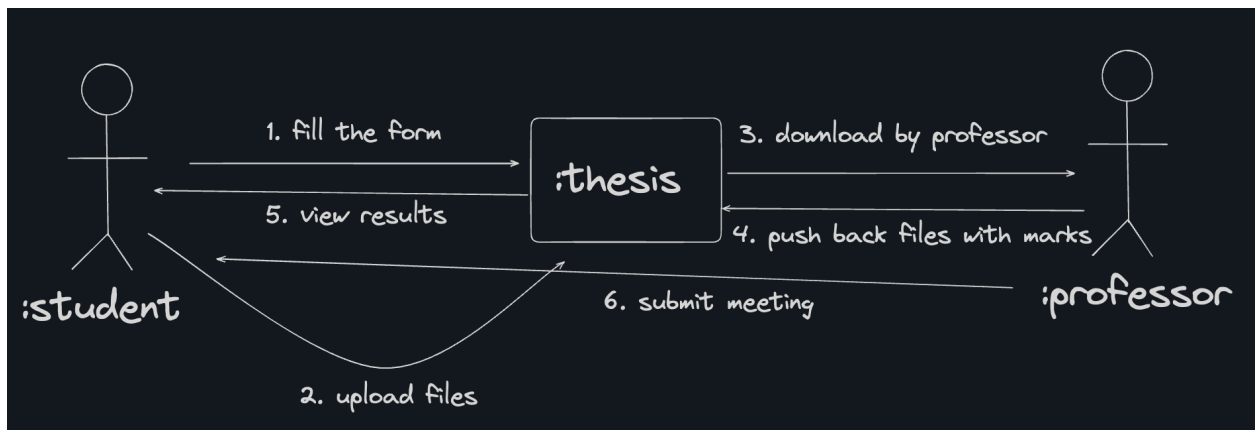 1. fill the form
3. download by professor
:thesis
5. view results
4. push back files with marks
:student
6. submit meeting
:professor
2. upload files